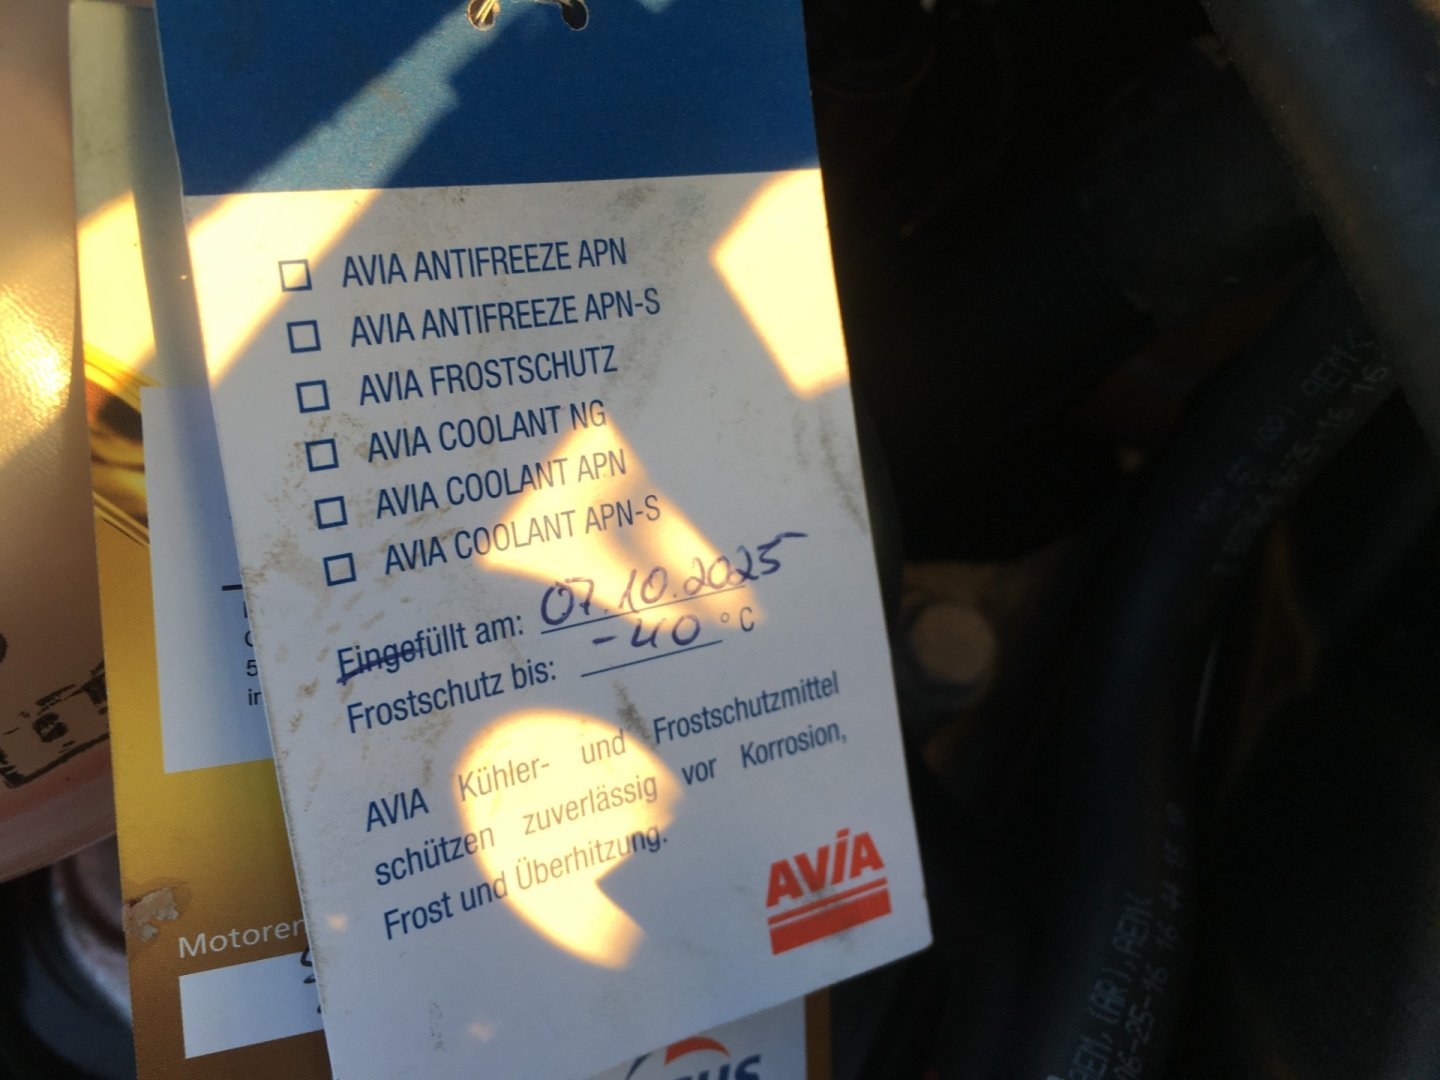 AVIA ANTIFREEZE APN
AVIA ANTIFREEZE APN-S
AVIA FROSTSCHUTZ
AVIA COOLANT NG
AVIA COOLANT APN
AVIA COOLANT APN-S
Eingefüllt am: 07.10.2025
Frostschutz bis: -40 °C
AVIA Kühler- und Frostschutzmittel
schützen zuverlässig vor Korrosion,
Frost und Überhitzung.
AVIA
Motoren